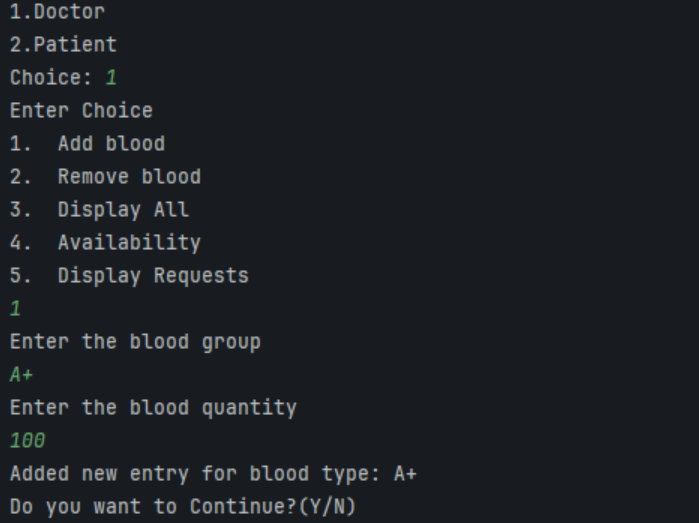 1.Doctor
2.Patient
Choice: 1
Enter Choice
1.  Add blood
2.  Remove blood
3.  Display All
4.  Availability
5.  Display Requests
1
Enter the blood group
A+
Enter the blood quantity
100
Added new entry for blood type: A+
Do you want to Continue?(Y/N)